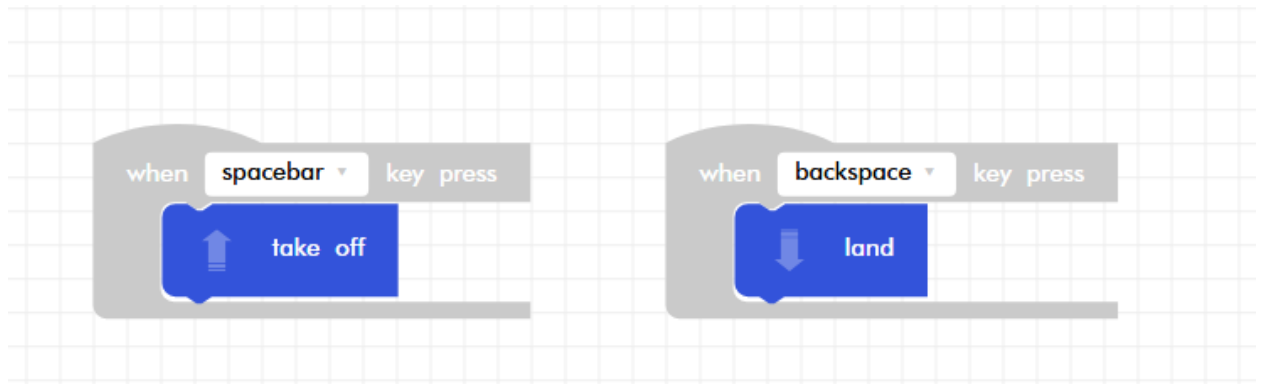 when spacebar key press
take off
when backspace key press
land